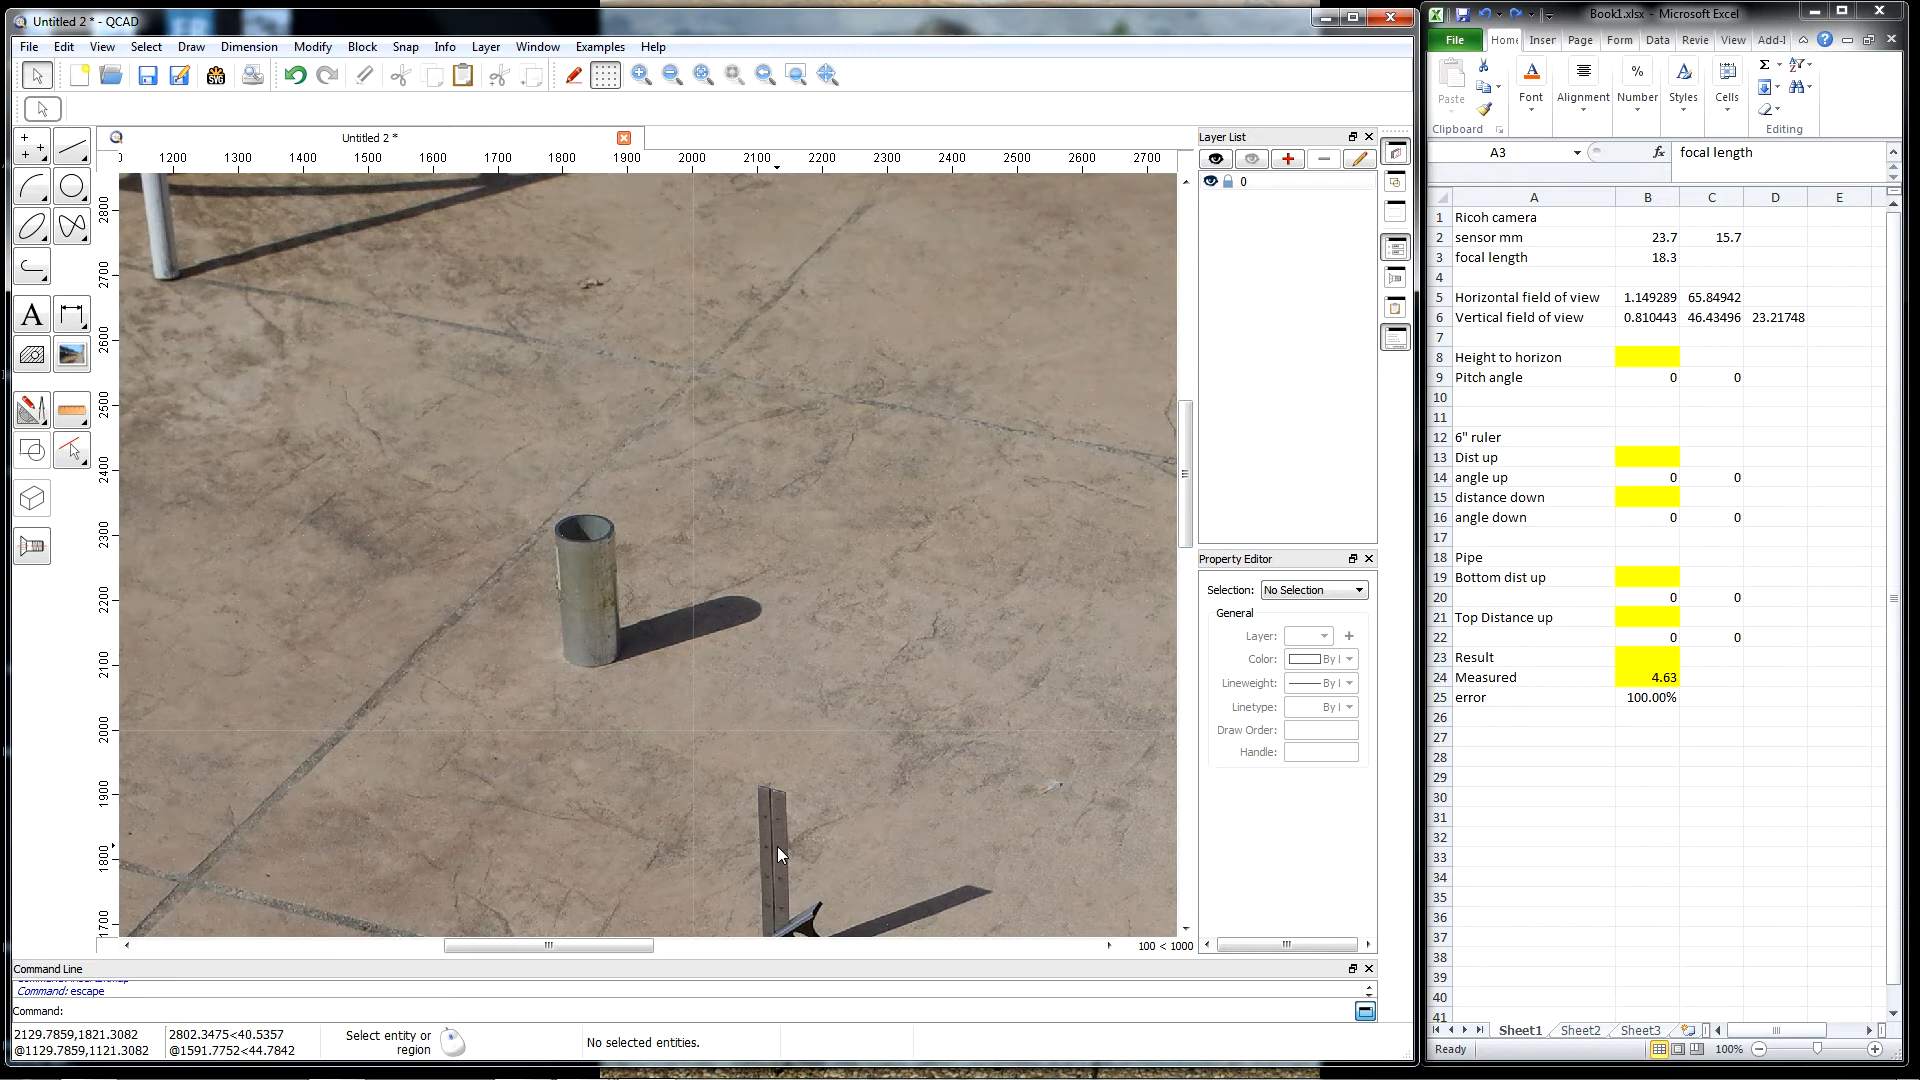 Untitled 2 * - QCAD
File Edit View Select Draw Dimension Modify Block Snap Info Layer Window Examples Help
SVG
Untitled 2 *
1200 1300 1400 1500 1600 1700 1800 1900 2000 2100 2200 2300 2400 2500 2600 2700
2800
2700
2600
2500
2400
2300
2200
2100
2000
1900
1800
1700
100 < 1000
Layer List
0
Property Editor
Selection: No Selection
General
Layer:
Color: By l
Lineweight: By l
Linetype: By l
Draw Order:
Handle:
Command Line
Command: escape
Command:
2129.7859,1821.3082
@1129.7859,1121.3082
2802.3475<40.5357
@1591.7752<44.7842
Select entity or
region
No selected entities.
Book1.xlsx - Microsoft Excel
File Home Inser Page Form Data Revie View Add-I
Paste
Font
Alignment
Number
Styles
Cells
Clipboard
Editing
A3
fx
focal length
A B C D E
1 Ricoh camera
2 sensor mm 23.7 15.7
3 focal length 18.3
4
5 Horizontal field of view 1.149289 65.84942
6 Vertical field of view 0.810443 46.43496 23.21748
7
8 Height to horizon
9 Pitch angle 0 0
10
11
12 6" ruler
13 Dist up
14 angle up 0 0
15 distance down
16 angle down 0 0
17
18 Pipe
19 Bottom dist up
20 0 0
21 Top Distance up
22 0 0
23 Result
24 Measured 4.63
25 error 100.00%
26
27
28
29
30
31
32
33
34
35
36
37
38
39
40
41
Sheet1 Sheet2 Sheet3
Ready
100%